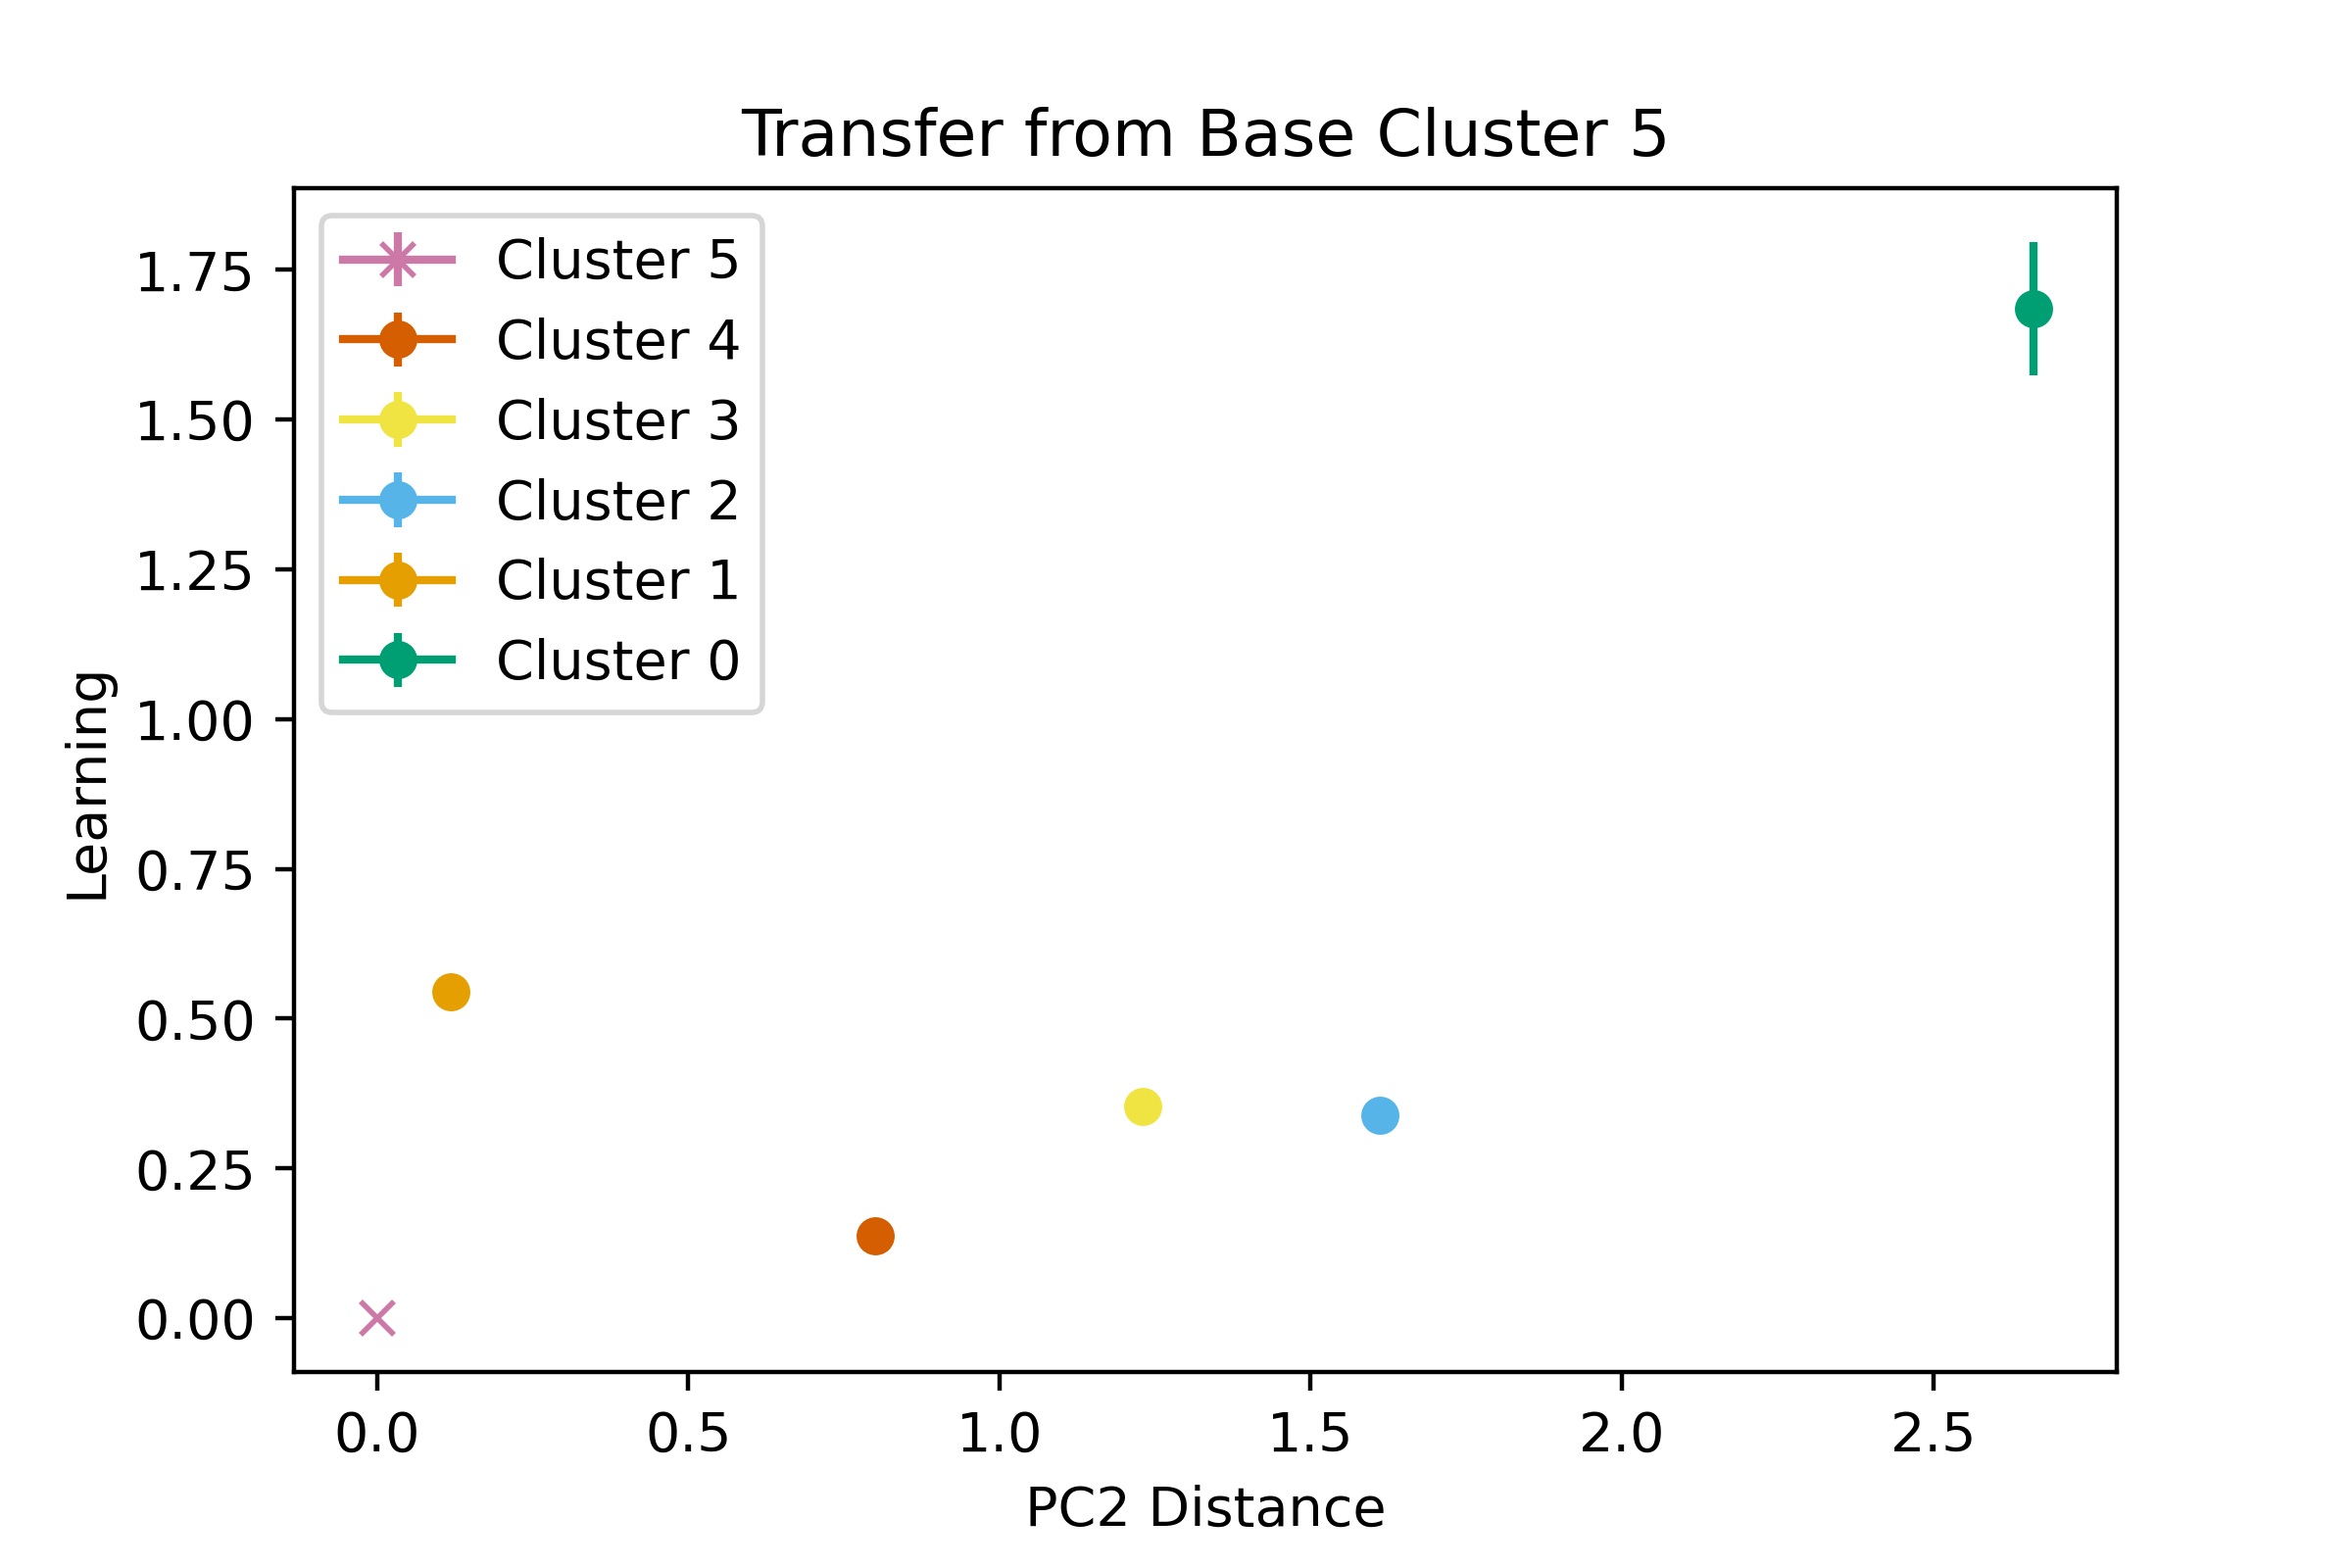 Transfer from Base Cluster 5
Cluster 5
Cluster 4
Cluster 3
Cluster 2
Cluster 1
Cluster 0
Learning
1.75
1.50
1.25
1.00
0.75
0.50
0.25
0.00
0.0 0.5 1.0 1.5 2.0 2.5
PC2 Distance